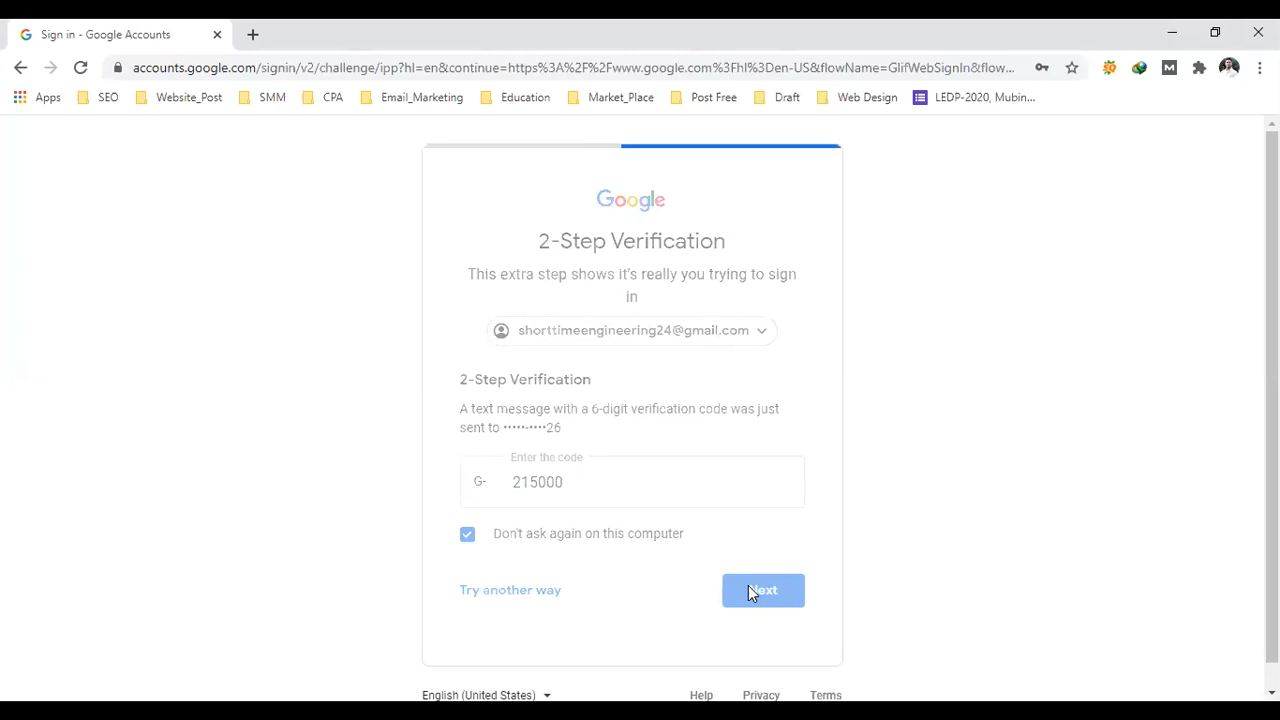 Sign in - Google Accounts
accounts.google.com/signin/v2/challenge/ipp?hl=en&continue=https%3A%2F%2Fwww.google.com%3Fhl%3Den-US&flowName=GlifWebSignIn&flow...
Apps SEO Website_Post SMM CPA Email_Marketing Education Market_Place Post Free Draft Web Design LEDP-2020, Mubin...
Google
2-Step Verification
This extra step shows it's really you trying to sign
in
shorttimeengineering24@gmail.com
2-Step Verification
A text message with a 6-digit verification code was just
sent to •••••-••••26
Enter the code
G- 215000
Don't ask again on this computer
Try another way Next
English (United States) Help Privacy Terms